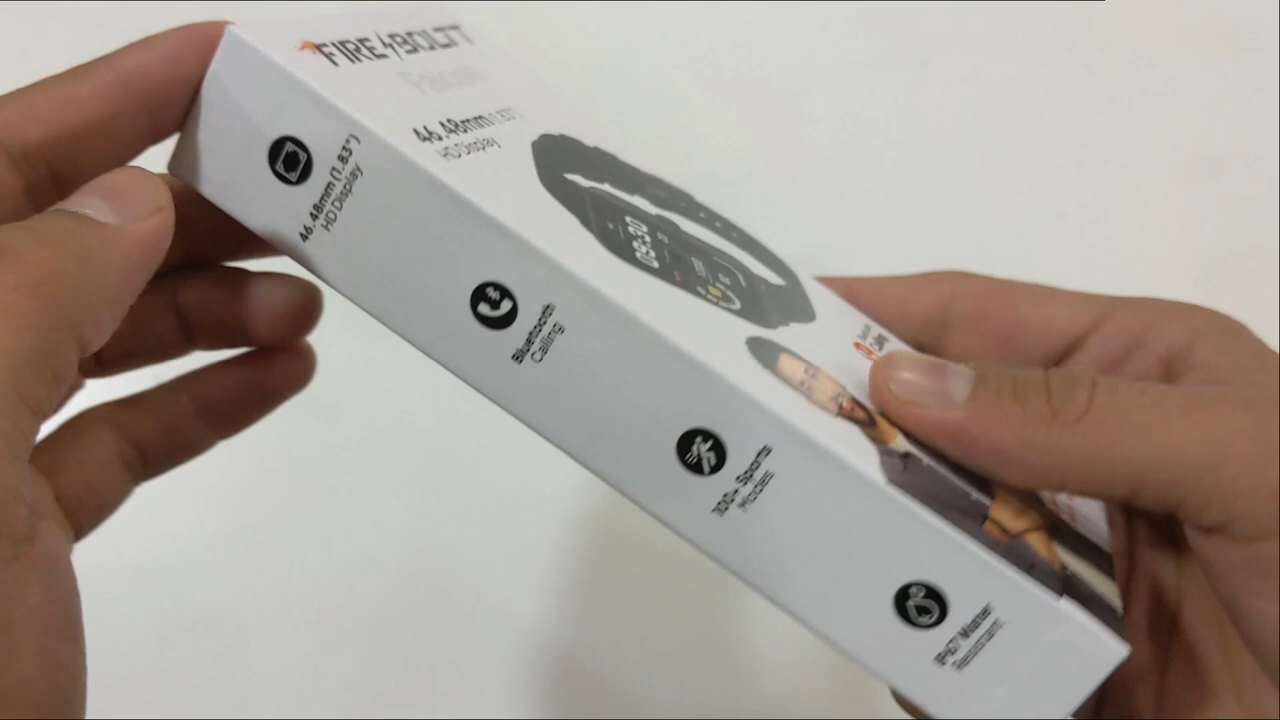 FIRE BOLTT
46.48mm (1.83")
HD Display
09:30
46.48mm (1.83")
HD Display
Bluetooth
Calling
100+ Sports
Modes
IP67 Water
Resistant